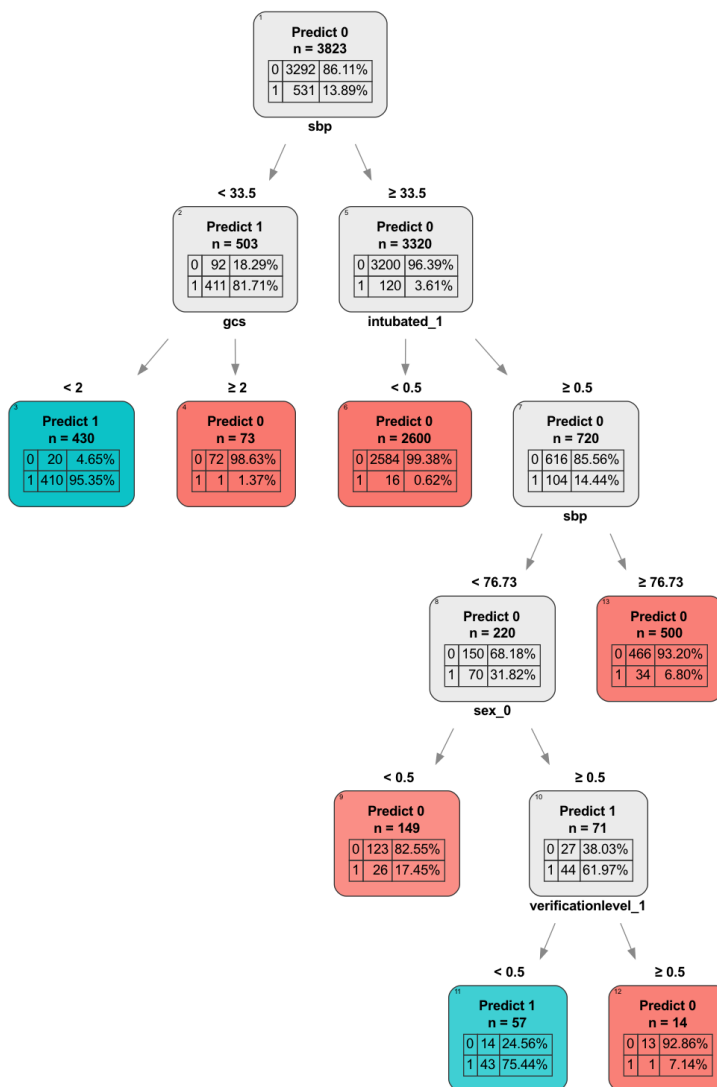 1
Predict 0
n = 3823
0 3292 86.11%
1 531 13.89%
sbp
< 33.5
≥ 33.5
2
Predict 1
n = 503
0 92 18.29%
1 411 81.71%
gcs
5
Predict 0
n = 3320
0 3200 96.39%
1 120 3.61%
intubated_1
< 2
≥ 2
< 0.5
≥ 0.5
3
Predict 1
n = 430
0 20 4.65%
1 410 95.35%
4
Predict 0
n = 73
0 72 98.63%
1 1 1.37%
6
Predict 0
n = 2600
0 2584 99.38%
1 16 0.62%
7
Predict 0
n = 720
0 616 85.56%
1 104 14.44%
sbp
< 76.73
≥ 76.73
8
Predict 0
n = 220
0 150 68.18%
1 70 31.82%
sex_0
13
Predict 0
n = 500
0 466 93.20%
1 34 6.80%
< 0.5
≥ 0.5
9
Predict 0
n = 149
0 123 82.55%
1 26 17.45%
10
Predict 1
n = 71
0 27 38.03%
1 44 61.97%
verificationlevel_1
< 0.5
≥ 0.5
11
Predict 1
n = 57
0 14 24.56%
1 43 75.44%
12
Predict 0
n = 14
0 13 92.86%
1 1 7.14%